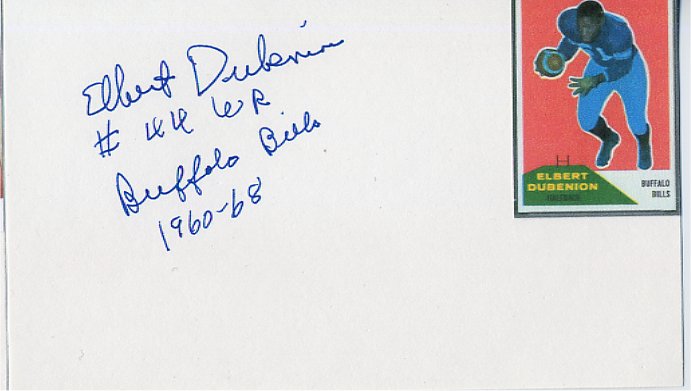 Elbert Dubenion
# 44 WR
Buffalo Bills
1960-68
H
ELBERT
DUBENION
BUFFALO
BILLS